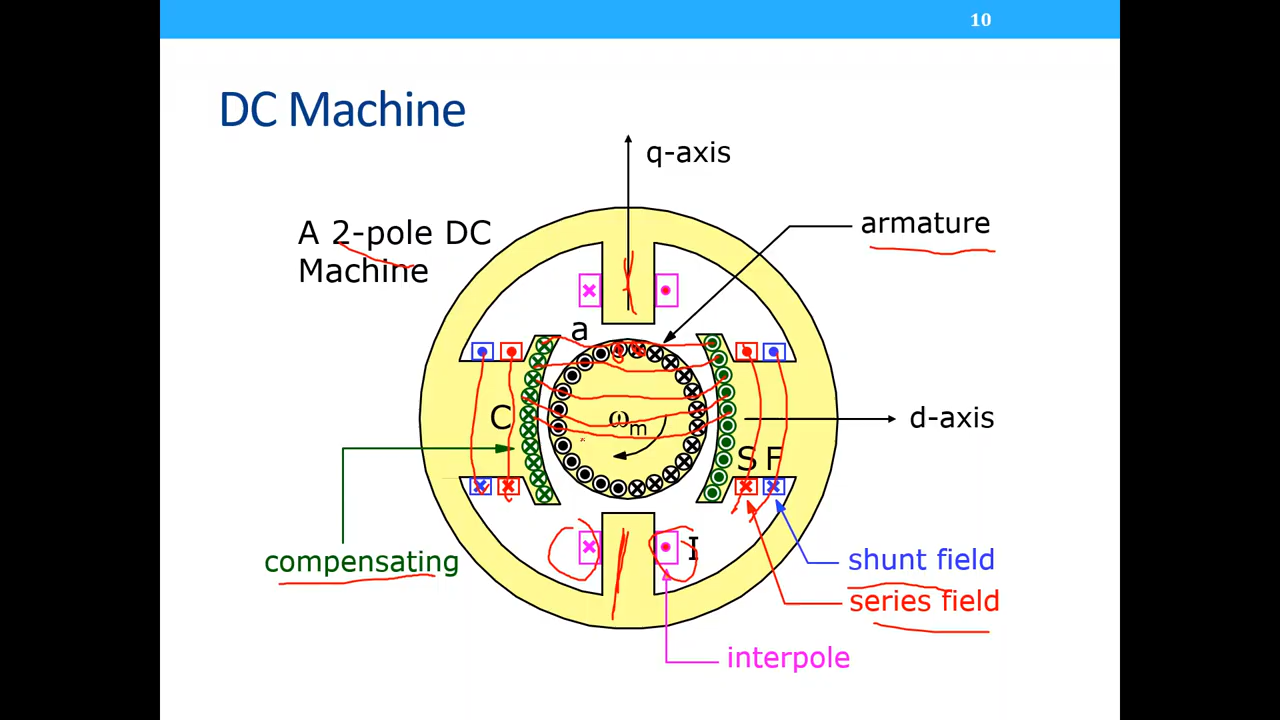 10
DC Machine
q-axis
A 2-pole DC
Machine
armature
a
C
ωm
d-axis
S F
I
compensating
shunt field
series field
interpole